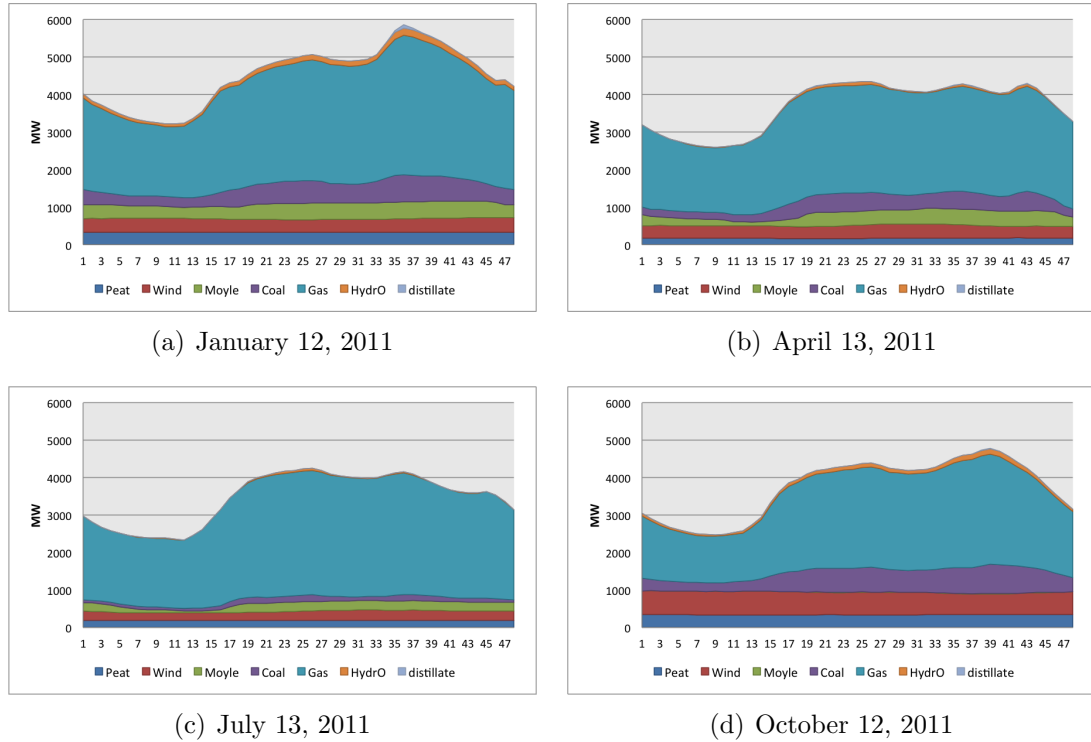 6000
5000
4000
3000
2000
1000
0
MW
1 3 5 7 9 11 13 15 17 19 21 23 25 27 29 31 33 35 37 39 41 43 45 47
Peat Wind Moyle Coal Gas HydrO distillate
(a) January 12, 2011
6000
5000
4000
3000
2000
1000
0
MW
1 3 5 7 9 11 13 15 17 19 21 23 25 27 29 31 33 35 37 39 41 43 45 47
Peat Wind Moyle Coal Gas HydrO distillate
(b) April 13, 2011
6000
5000
4000
3000
2000
1000
0
MW
1 3 5 7 9 11 13 15 17 19 21 23 25 27 29 31 33 35 37 39 41 43 45 47
Peat Wind Moyle Coal Gas HydrO distillate
(c) July 13, 2011
6000
5000
4000
3000
2000
1000
0
MW
1 3 5 7 9 11 13 15 17 19 21 23 25 27 29 31 33 35 37 39 41 43 45 47
Peat Wind Moyle Coal Gas HydrO distillate
(d) October 12, 2011